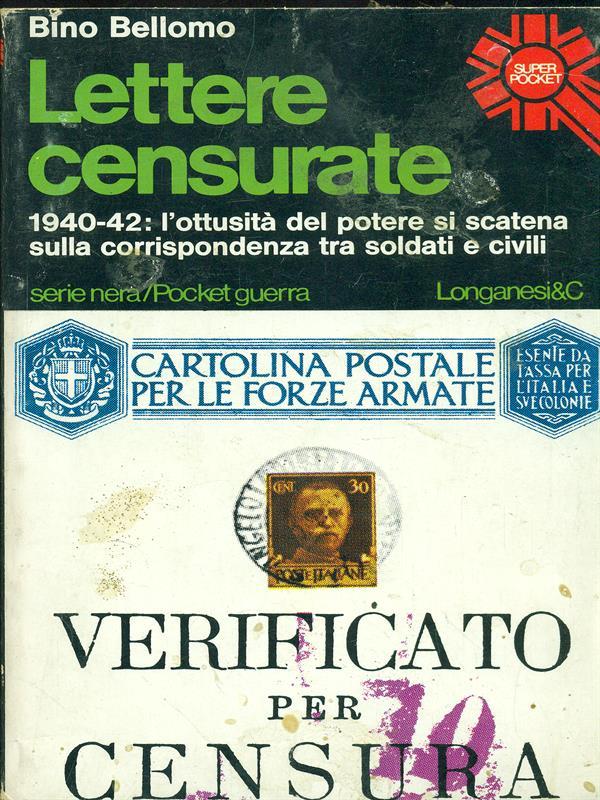 Bino Bellomo
SUPER
POCKET
Lettere
censurate
1940-42: l'ottusità del potere si scatena
sulla corrispondenza tra soldati e civili
serie nera/Pocket guerra
Longanesi&C
CARTOLINA POSTALE
PER LE FORZE ARMATE
ESENTE DA
TASSA PER
L'ITALIA E
SVE COLONIE
CENT 30
POSTE ITALIANE
VERIFICATO
PER
CENSURA